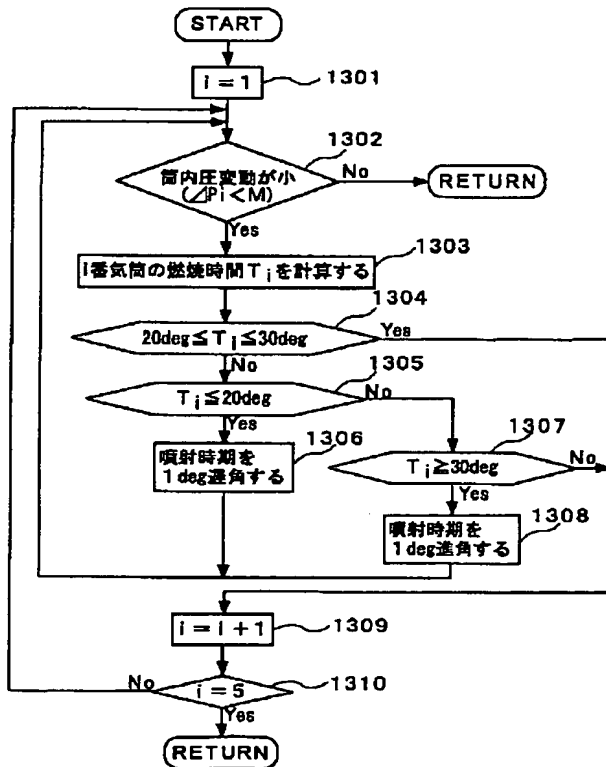 START
i=1
1301
1302
筒内圧変動が小
(⊿Pi<M)
No
RETURN
Yes
1303
i番気筒の燃焼時間Tiを計算する
1304
20deg≦Ti≦30deg
Yes
No
1305
Ti≦20deg
No
Yes
1306
1307
噴射時期を
1deg遅角する
Ti≧30deg
No
Yes
1308
噴射時期を
1deg進角する
i=i+1
1309
No
i=5
1310
Yes
RETURN